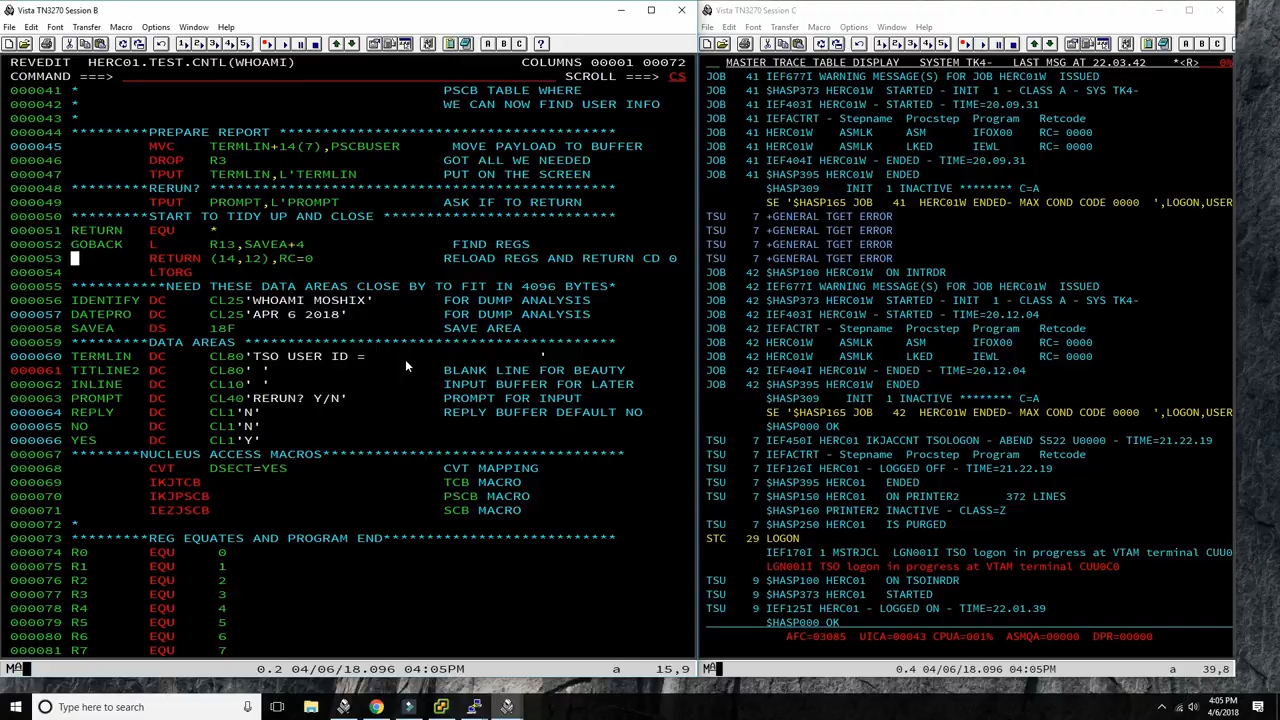 Vista TN3270 Session B
File Edit Font Transfer Macro Options Window Help
REVEDIT   HERC01.TEST.CNTL(WHOAMI)   COLUMNS 00001 00072
COMMAND ===>   SCROLL ===> CS
000041 *   PSCB TABLE WHERE
000042 *   WE CAN NOW FIND USER INFO
000043 *
000044 *********PREPARE REPORT ************************************
000045   MVC   TERMLIN+14(7),PSCBUSER   MOVE PAYLOAD TO BUFFER
000046   DROP  R3   GOT ALL WE NEEDED
000047   TPUT  TERMLIN,L'TERMLIN   PUT ON THE SCREEN
000048 *********RERUN? *********************************************
000049   TPUT  PROMPT,L'PROMPT   ASK IF TO RETURN
000050 *********START TO TIDY UP AND CLOSE *************************
000051 RETURN   EQU   *
000052 GOBACK   L     R13,SAVEA+4   FIND REGS
000053   RETURN (14,12),RC=0   RELOAD REGS AND RETURN CD 0
000054   LTORG
000055 **********NEED THESE DATA AREAS CLOSE BY TO FIT IN 4096 BYTES*
000056 IDENTIFY DC    CL25'WHOAMI MOSHIX'   FOR DUMP ANALYSIS
000057 DATEPRO  DC    CL25'APR 6 2018'   FOR DUMP ANALYSIS
000058 SAVEA    DS    18F   SAVE AREA
000059 *********DATA AREAS *****************************************
000060 TERMLIN  DC    CL80'TSO USER ID =                   '
000061 TITLINE2 DC    CL80' '   BLANK LINE FOR BEAUTY
000062 INLINE   DC    CL10' '   INPUT BUFFER FOR LATER
000063 PROMPT   DC    CL40'RERUN? Y/N'   PROMPT FOR INPUT
000064 REPLY    DC    CL1'N'   REPLY BUFFER DEFAULT NO
000065 NO       DC    CL1'N'
000066 YES      DC    CL1'Y'
000067 ********NUCLEUS ACCESS MACROS********************************
000068   CVT   DSECT=YES   CVT MAPPING
000069   IKJTCB   TCB MACRO
000070   IKJPSCB   PSCB MACRO
000071   IEZJSCB   SCB MACRO
000072 *
000073 *********REG EQUATES AND PROGRAM END*************************
000074 R0       EQU    0
000075 R1       EQU    1
000076 R2       EQU    2
000077 R3       EQU    3
000078 R4       EQU    4
000079 R5       EQU    5
000080 R6       EQU    6
000081 R7       EQU    7
MA   0.2 04/06/18.096 04:05PM   a   15,9
Vista TN3270 Session C
File Edit Font Transfer Macro Options Window Help
MASTER TRACE TABLE DISPLAY   SYSTEM TK4-   LAST MSG AT 22.03.42   *<R>   0%
JOB   41 IEF677I WARNING MESSAGE(S) FOR JOB HERC01W  ISSUED
JOB   41 $HASP373 HERC01W  STARTED - INIT  1 - CLASS A - SYS TK4-
JOB   41 IEF403I HERC01W - STARTED - TIME=20.09.31
JOB   41 IEFACTRT - Stepname  Procstep  Program   Retcode
JOB   41 HERC01W   ASMLK   ASM    IFOX00   RC= 0000
JOB   41 HERC01W   ASMLK   LKED   IEWL     RC= 0000
JOB   41 IEF404I HERC01W - ENDED - TIME=20.09.31
JOB   41 $HASP395 HERC01W  ENDED
$HASP309   INIT  1 INACTIVE ******** C=A
SE '$HASP165 JOB   41  HERC01W ENDED- MAX COND CODE 0000  ',LOGON,USER
TSU    7 +GENERAL TGET ERROR
TSU    7 +GENERAL TGET ERROR
TSU    7 +GENERAL TGET ERROR
JOB   42 $HASP100 HERC01W  ON INTRDR
JOB   42 IEF677I WARNING MESSAGE(S) FOR JOB HERC01W  ISSUED
JOB   42 $HASP373 HERC01W  STARTED - INIT  1 - CLASS A - SYS TK4-
JOB   42 IEF403I HERC01W - STARTED - TIME=20.12.04
JOB   42 IEFACTRT - Stepname  Procstep  Program   Retcode
JOB   42 HERC01W   ASMLK   ASM    IFOX00   RC= 0000
JOB   42 HERC01W   ASMLK   LKED   IEWL     RC= 0000
JOB   42 IEF404I HERC01W - ENDED - TIME=20.12.04
JOB   42 $HASP395 HERC01W  ENDED
$HASP309   INIT  1 INACTIVE ******** C=A
SE '$HASP165 JOB   42  HERC01W ENDED- MAX COND CODE 0000  ',LOGON,USER
$HASP000 OK
TSU    7 IEF450I HERC01 IKJACCNT TSOLOGON - ABEND S522 U0000 - TIME=21.22.19
TSU    7 IEFACTRT - Stepname  Procstep  Program   Retcode
TSU    7 IEF126I HERC01 - LOGGED OFF - TIME=21.22.19
TSU    7 $HASP395 HERC01   ENDED
TSU    7 $HASP150 HERC01   ON PRINTER2      372 LINES
$HASP160 PRINTER2 INACTIVE - CLASS=Z
TSU    7 $HASP250 HERC01   IS PURGED
STC   29 LOGON
IEF170I 1 MSTRJCL  LGN001I TSO logon in progress at VTAM terminal CUU0
LGN001I TSO logon in progress at VTAM terminal CUU0C0
TSU    9 $HASP100 HERC01   ON TSOINRDR
TSU    9 $HASP373 HERC01   STARTED
TSU    9 IEF125I HERC01 - LOGGED ON - TIME=22.01.39
$HASP000 OK
AFC=03085  UICA=00043 CPUA=001%  ASMQA=00000  DPR=00000
MA   0.4 04/06/18.096 04:05PM   a   39,8
Type here to search
4:05 PM
4/6/2018